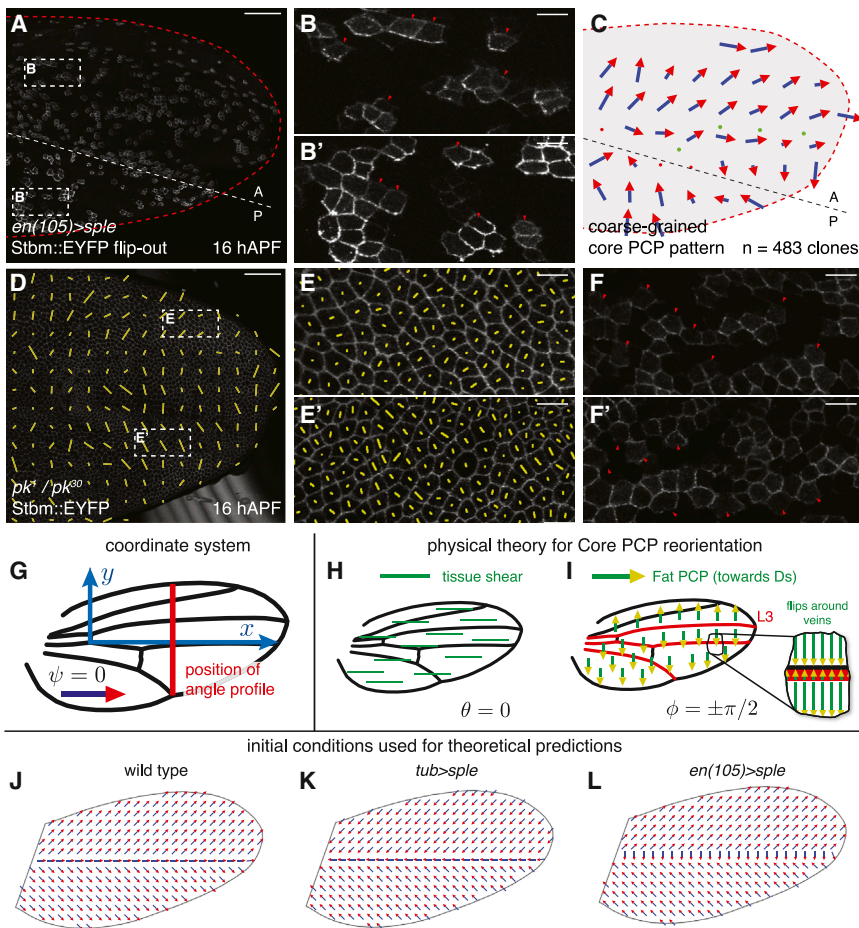 A
B
B'
A
P
en(105)>sple
Stbm::EYFP flip-out 16 hAPF
B
B'
C
A
P
coarse-grained
core PCP pattern n = 483 clones
D
E
E'
pk¹ / pk³⁰
Stbm::EYFP 16 hAPF
E
E'
F
F'
coordinate system
physical theory for Core PCP reorientation
G
y
x
ψ = 0
position of
angle profile
H
tissue shear
θ = 0
I
Fat PCP (towards Ds)
L3
flips around
veins
ϕ = ±π/2
initial conditions used for theoretical predictions
J
wild type
K
tub>sple
L
en(105)>sple